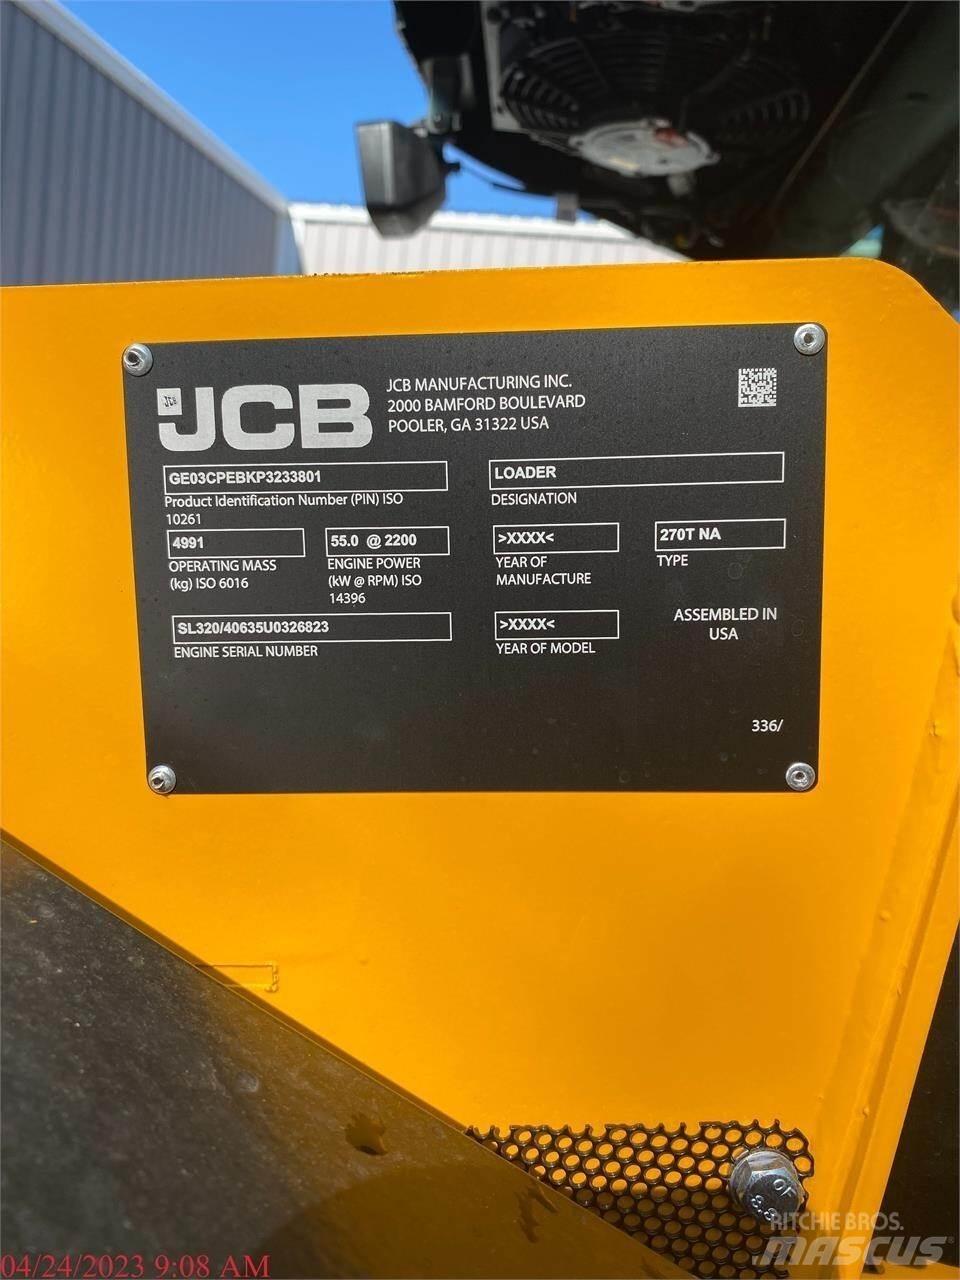 JCB
JCB MANUFACTURING INC.
2000 BAMFORD BOULEVARD
POOLER, GA 31322 USA
GE03CPEBKP3233801
Product Identification Number (PIN) ISO
10261
LOADER
DESIGNATION
4991
OPERATING MASS
(kg) ISO 6016
55.0 @ 2200
ENGINE POWER
(kW @ RPM) ISO
14396
>XXXX<
YEAR OF
MANUFACTURE
270T NA
TYPE
SL320/40635U0326823
ENGINE SERIAL NUMBER
>XXXX<
YEAR OF MODEL
ASSEMBLED IN
USA
336/
8.8
RITCHIE BROS.
MASCUS
04/24/2023 9:08 AM